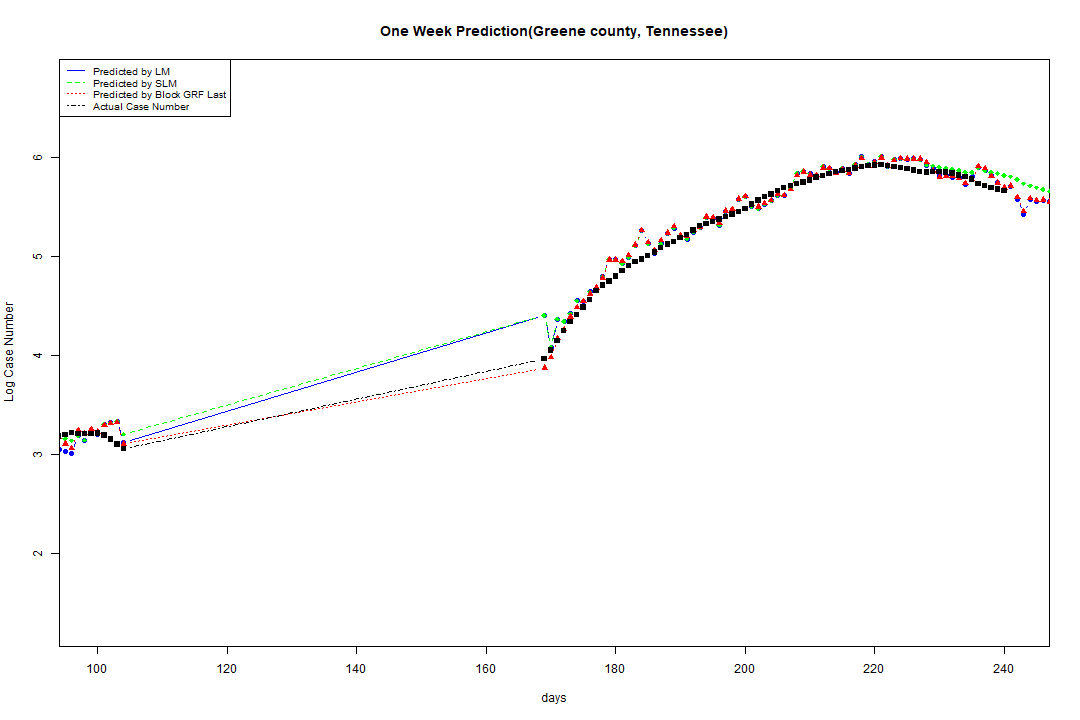 One Week Prediction(Greene county, Tennessee)
Predicted by LM
Predicted by SLM
Predicted by Block GRF Last
Actual Case Number
6
5
4
3
2
Log Case Number
100 120 140 160 180 200 220 240
days